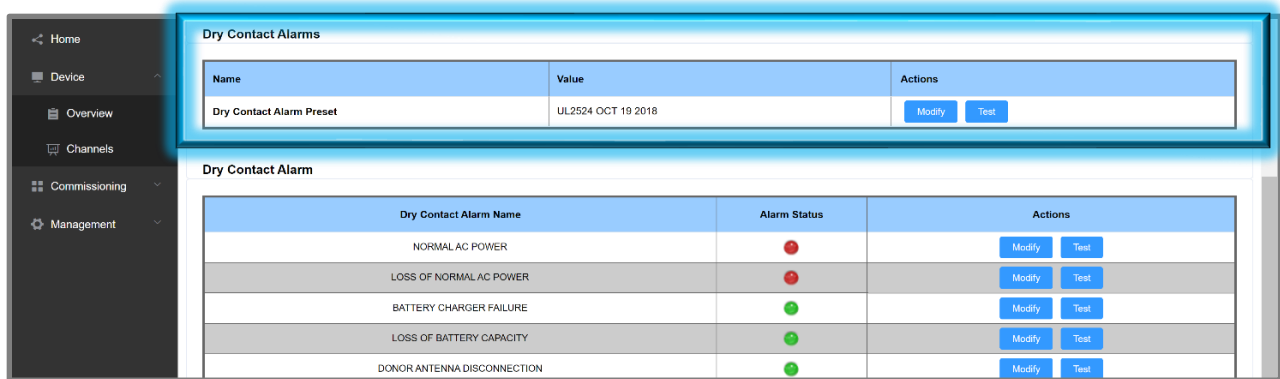 Home
Device
Overview
Channels
Commissioning
Management
Dry Contact Alarms
Name Value Actions
Dry Contact Alarm Preset UL2524 OCT 19 2018 Modify Test
Dry Contact Alarm
Dry Contact Alarm Name Alarm Status Actions
NORMAL AC POWER Modify Test
LOSS OF NORMAL AC POWER Modify Test
BATTERY CHARGER FAILURE Modify Test
LOSS OF BATTERY CAPACITY Modify Test
DONOR ANTENNA DISCONNECTION Modify Test